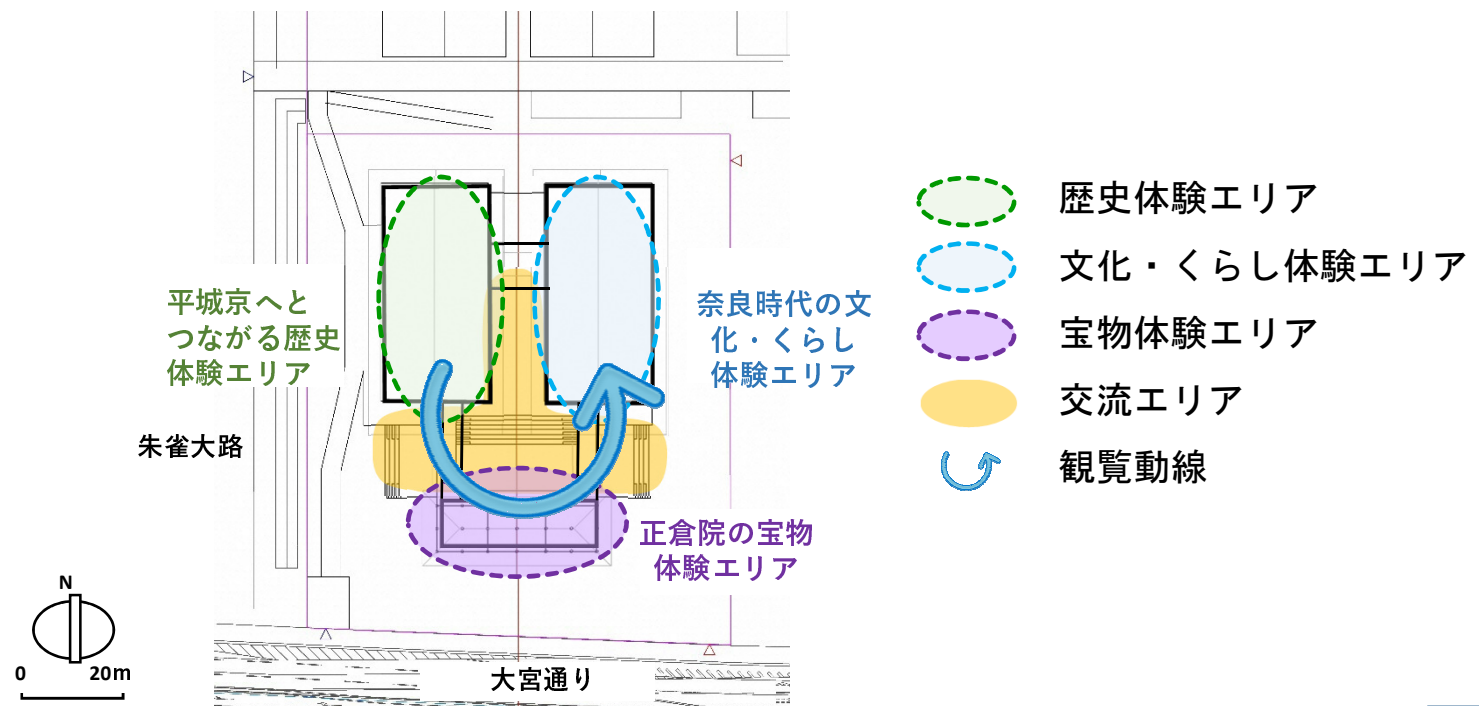 平城京へと
つながる歴史
体験エリア
奈良時代の文
化・くらし
体験エリア
朱雀大路
正倉院の宝物
体験エリア
大宮通り
N
0 20m
歴史体験エリア
文化・くらし体験エリア
宝物体験エリア
交流エリア
観覧動線